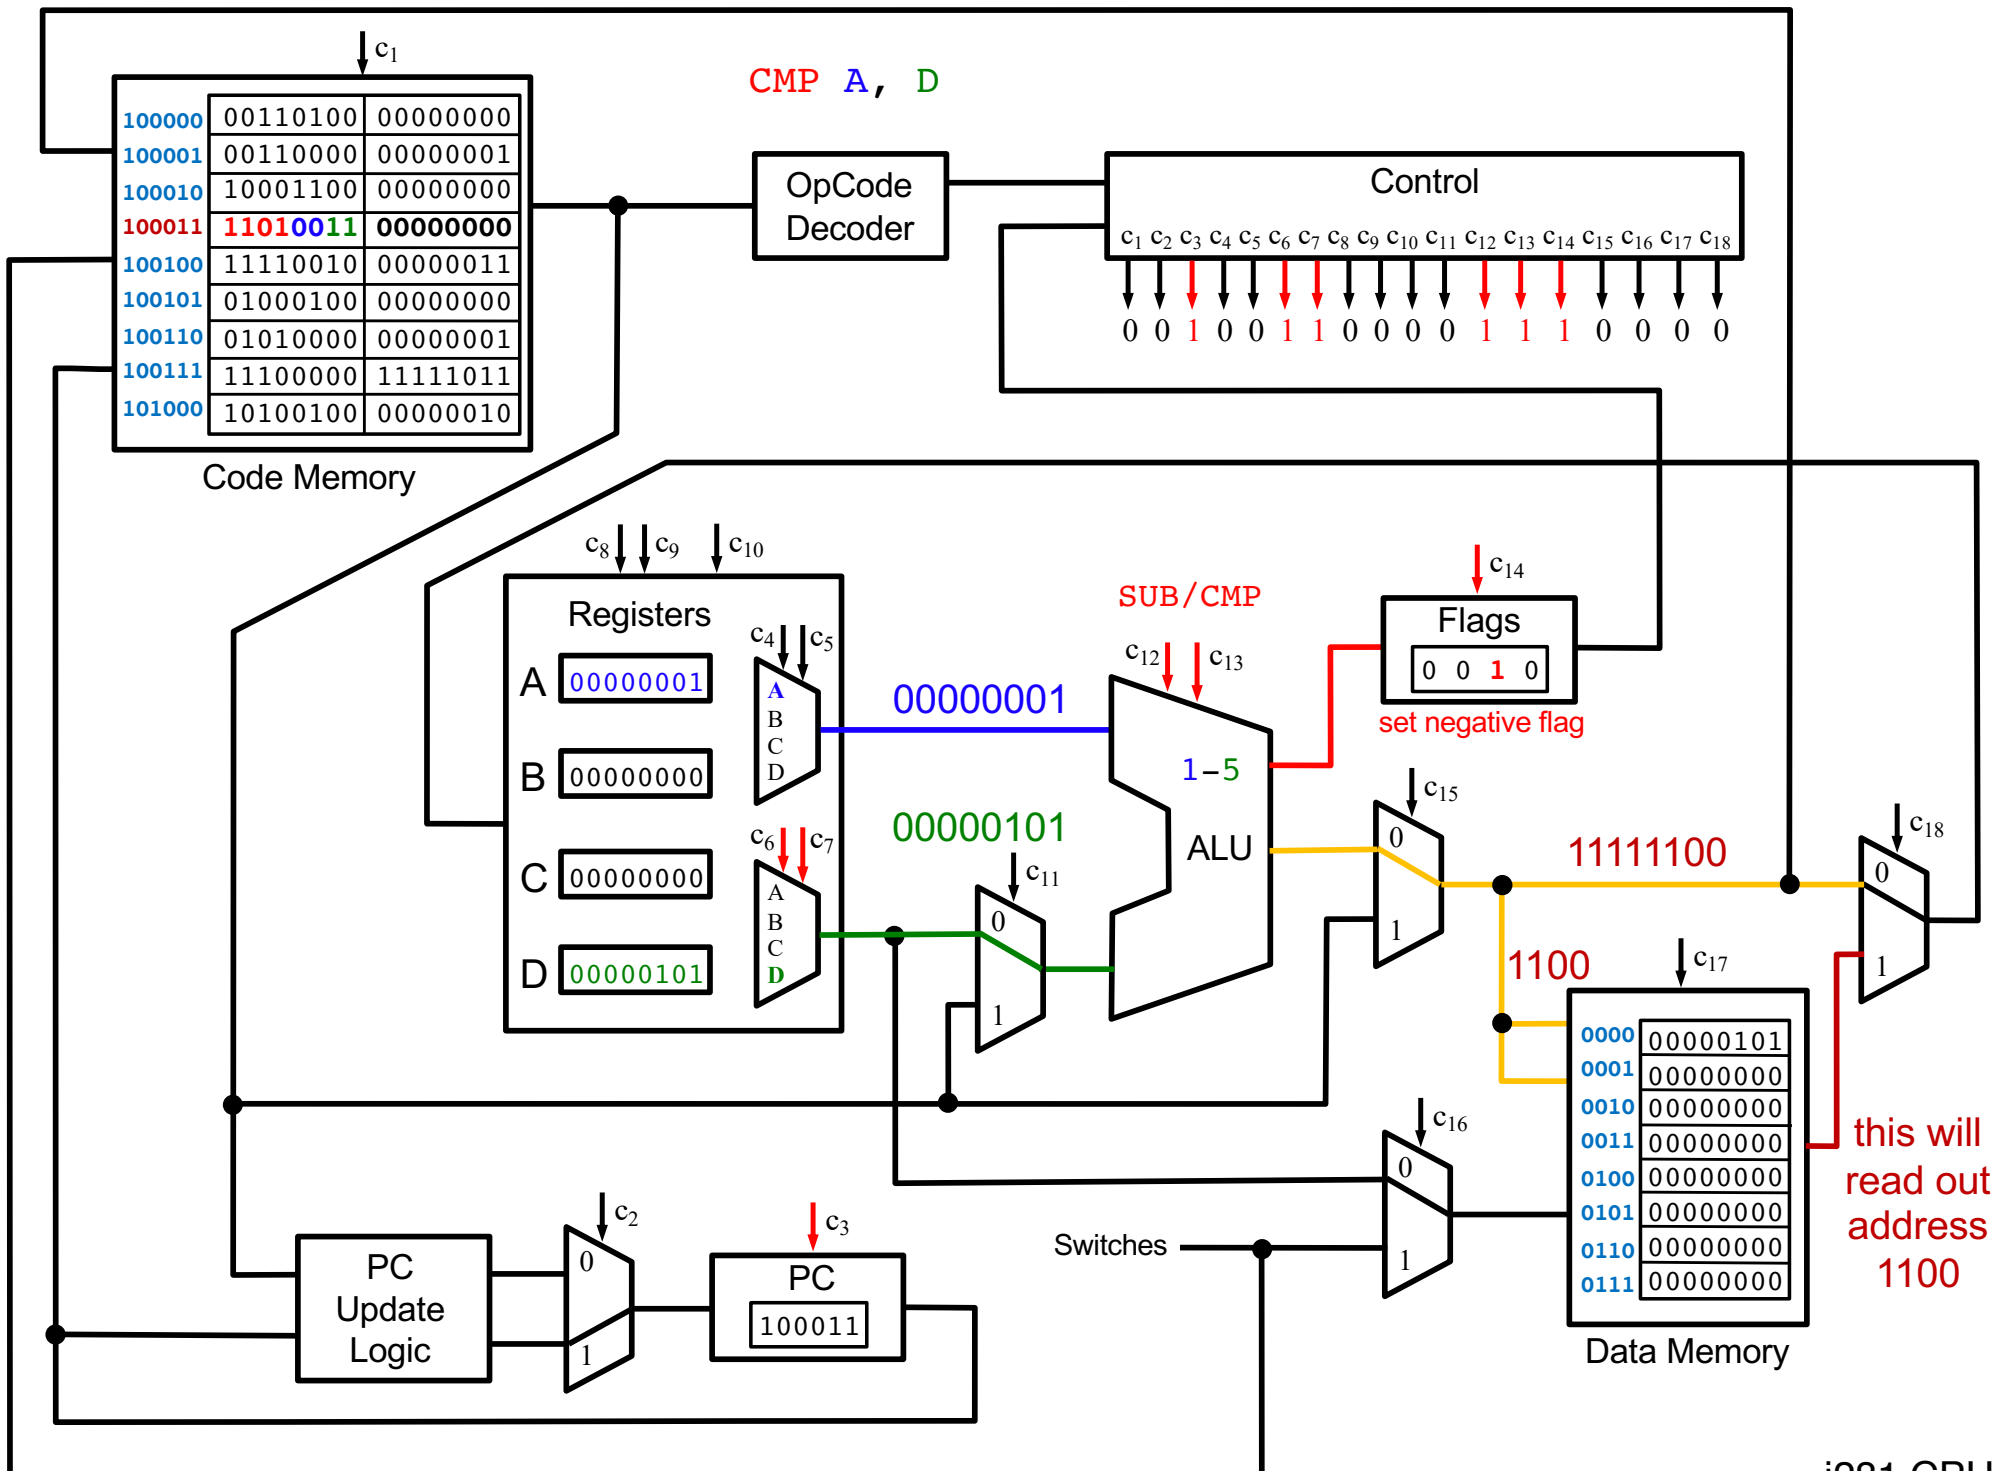 c1
CMP A, D
100000 00110100 00000000
100001 00110000 00000001
100010 10001100 00000000
100011 11010011 00000000
100100 11110010 00000011
100101 01000100 00000000
100110 01010000 00000001
100111 11100000 11111011
101000 10100100 00000010
Code Memory
OpCode
Decoder
Control
c1 c2 c3 c4 c5 c6 c7 c8 c9 c10 c11 c12 c13 c14 c15 c16 c17 c18
0 0 1 0 0 1 1 0 0 0 0 1 1 1 0 0 0 0
c8 c9 c10
Registers
A 00000001
B 00000000
C 00000000
D 00000101
c4 c5
A
B
C
D
c6 c7
A
B
C
D
00000001
00000101
c11
0
1
SUB/CMP
c12 c13
1-5
ALU
c14
Flags
0 0 1 0
set negative flag
c15
0
1
11111100
1100
c18
0
1
c17
0000 00000101
0001 00000000
0010 00000000
0011 00000000
0100 00000000
0101 00000000
0110 00000000
0111 00000000
Data Memory
this will
read out
address
1100
c16
0
1
Switches
PC
Update
Logic
c2
0
1
c3
PC
100011